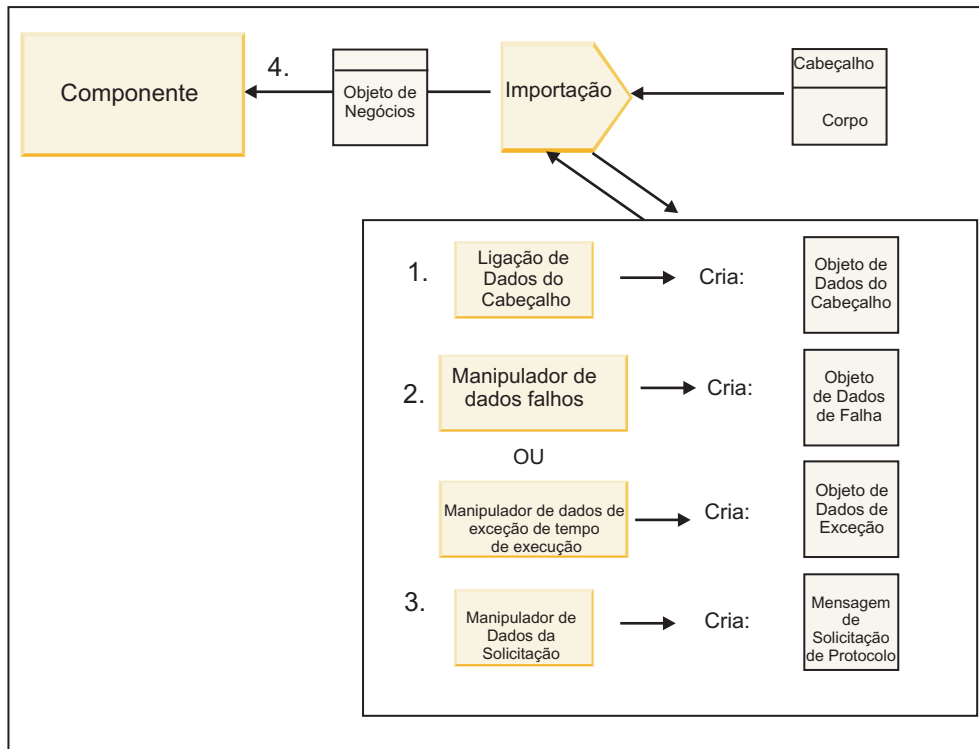 Componente
4.
Objeto de
Negócios
Importação
Cabeçalho
Corpo
1.
Ligação de
Dados do
Cabeçalho
Cria:
Objeto de
Dados do
Cabeçalho
2.
Manipulador de
dados falhos
Cria:
Objeto
de Dados
de Falha
OU
Manipulador de dados de
exceção de tempo
de execução
Cria:
Objeto de
Dados de
Exceção
3.
Manipulador de
Dados da
Solicitação
Cria:
Mensagem
de
Solicitação
de Protocolo